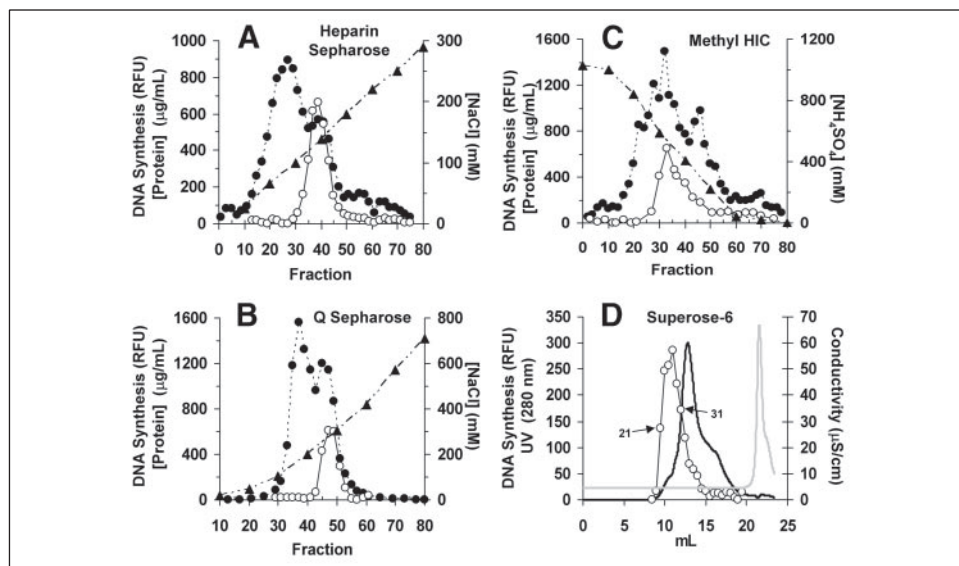 A
Heparin
Sepharose
DNA Synthesis (RFU)
[Protein] (µg/mL)
1000
800
600
400
200
0
300
200
100
0
[NaCl] (mM)
0 10 20 30 40 50 60 70 80
Fraction
C
Methyl HIC
DNA Synthesis (RFU)
[Protein] (µg/mL)
1600
1200
800
400
0
1200
900
600
300
0
[NH4SO4] (mM)
0 10 20 30 40 50 60 70 80
Fraction
B
Q Sepharose
DNA Synthesis (RFU)
[Protein] (µg/mL)
1600
1200
800
400
0
800
600
400
200
0
[NaCl] (mM)
10 20 30 40 50 60 70 80
Fraction
D
Superose-6
DNA Synthesis (RFU)
UV (280 nm)
350
300
250
200
150
100
50
0
70
60
50
40
30
20
10
0
Conductivity (µS/cm)
21
31
0 5 10 15 20 25
mL